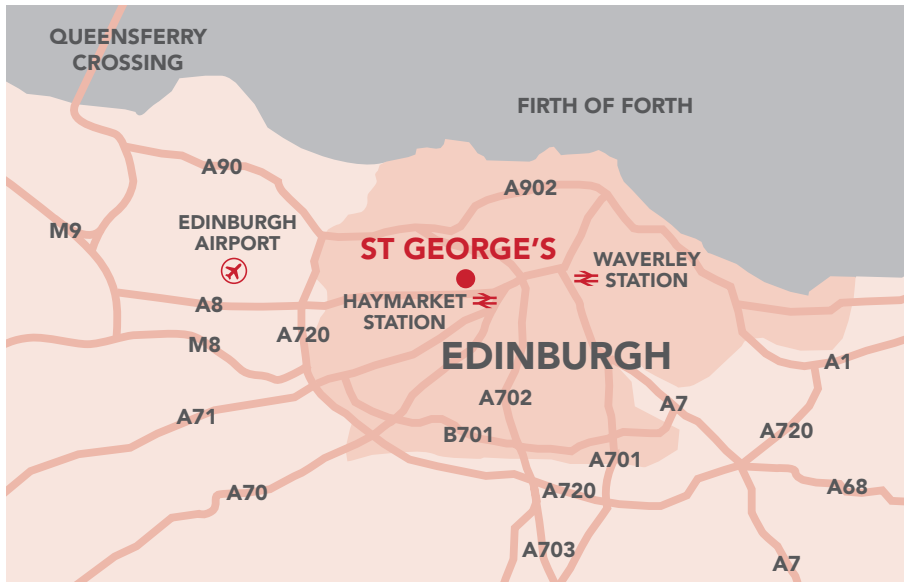 QUEENSFERRY
CROSSING
FIRTH OF FORTH
A90
A902
M9
EDINBURGH
AIRPORT
ST GEORGE'S
WAVERLEY
STATION
A8
HAYMARKET
STATION
M8
A720
EDINBURGH
A1
A702
A7
A71
B701
A720
A701
A70
A720
A68
A703
A7